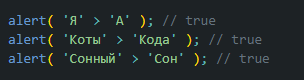 alert( 'Я' > 'А' ); // true
alert( 'Коты' > 'Кода' ); // true
alert( 'Сонный' > 'Сон' ); // true